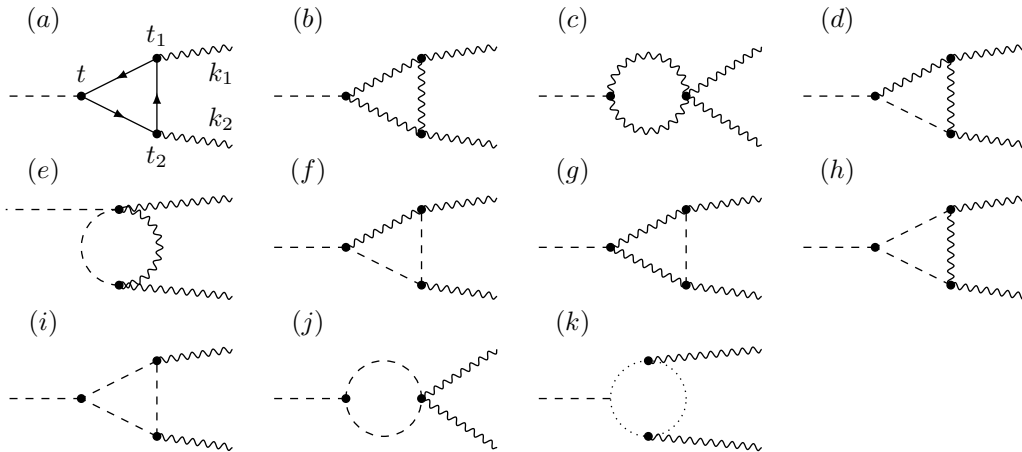 (a) (b) (c) (d)
t₁
t k₁
k₂
t₂
(e) (f) (g) (h)
(i) (j) (k)